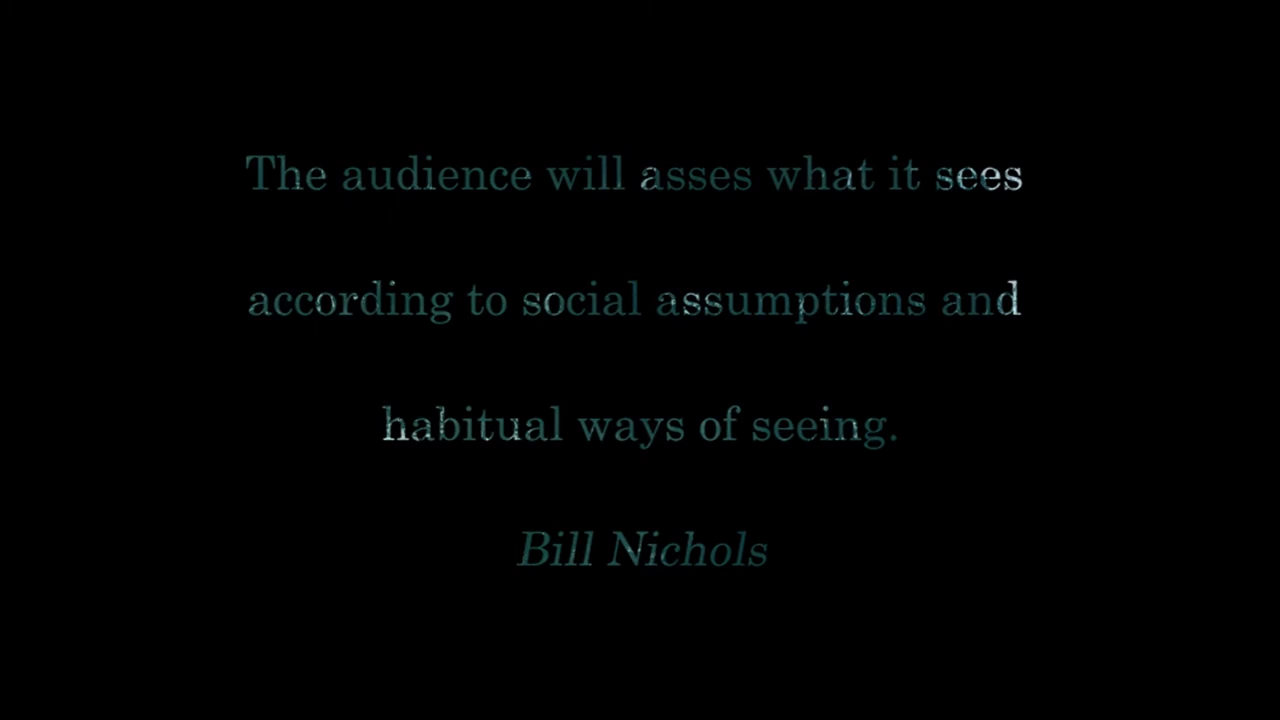 The audience will asses what it sees
according to social assumptions and
habitual ways of seeing.
Bill Nichols